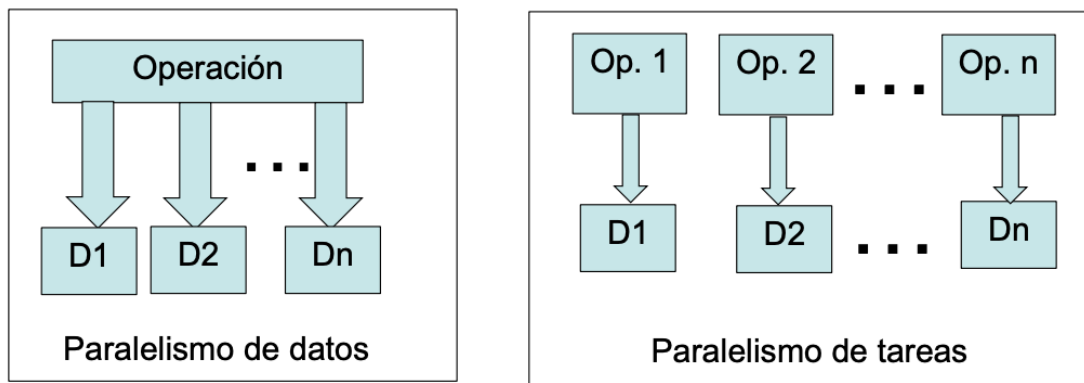 Operación
. . .
D1 D2 Dn
Paralelismo de datos
Op. 1 Op. 2 . . . Op. n
D1 D2 . . . Dn
Paralelismo de tareas